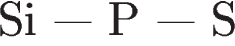 Si — P — S